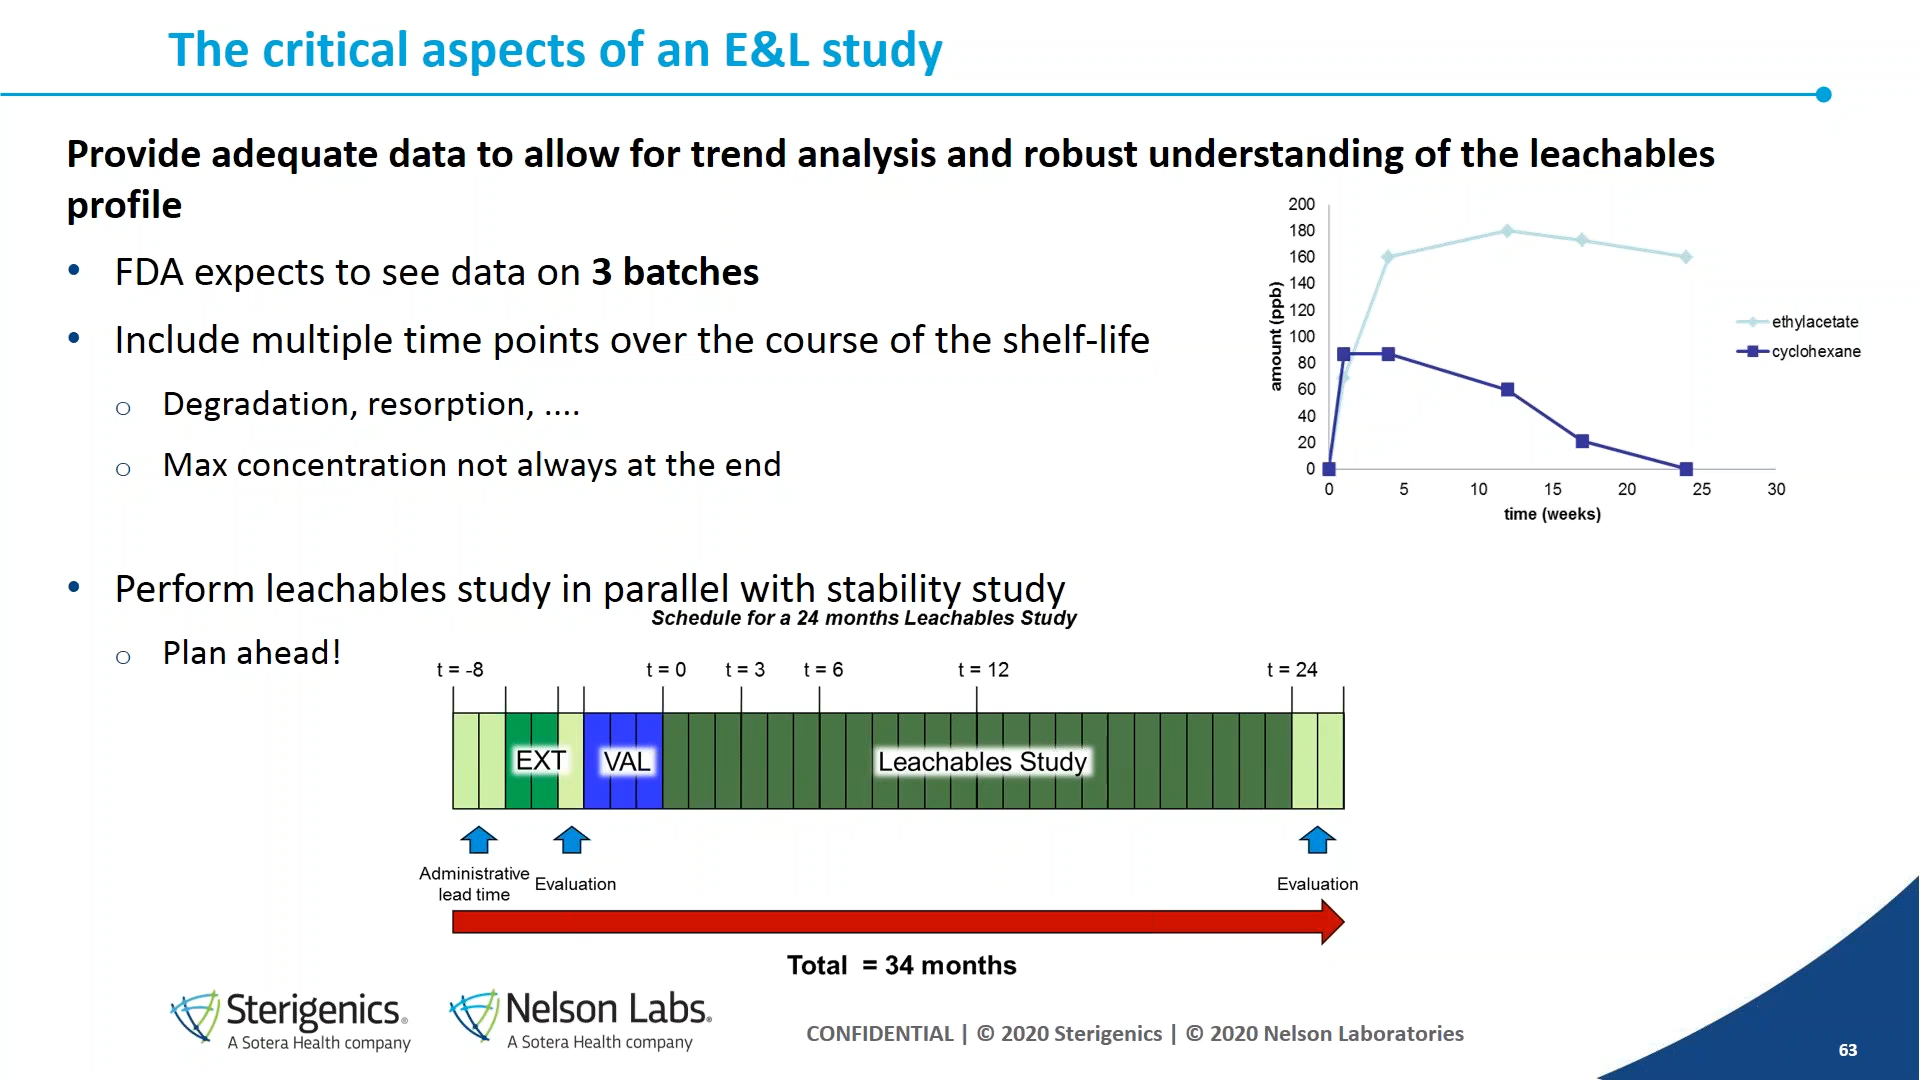 The critical aspects of an E&L study
Provide adequate data to allow for trend analysis and robust understanding of the leachables
profile
• FDA expects to see data on 3 batches
• Include multiple time points over the course of the shelf-life
o Degradation, resorption, ....
o Max concentration not always at the end
200
180
160
140
120
100
80
60
40
20
0
amount (ppb)
0 5 10 15 20 25 30
time (weeks)
ethylacetate
cyclohexane
• Perform leachables study in parallel with stability study
o Plan ahead!
Schedule for a 24 months Leachables Study
t = -8 t = 0 t = 3 t = 6 t = 12 t = 24
EXT VAL Leachables Study
Administrative
lead time
Evaluation
Evaluation
Total = 34 months
Sterigenics®
A Sotera Health company
Nelson Labs®
A Sotera Health company
CONFIDENTIAL | © 2020 Sterigenics | © 2020 Nelson Laboratories
63